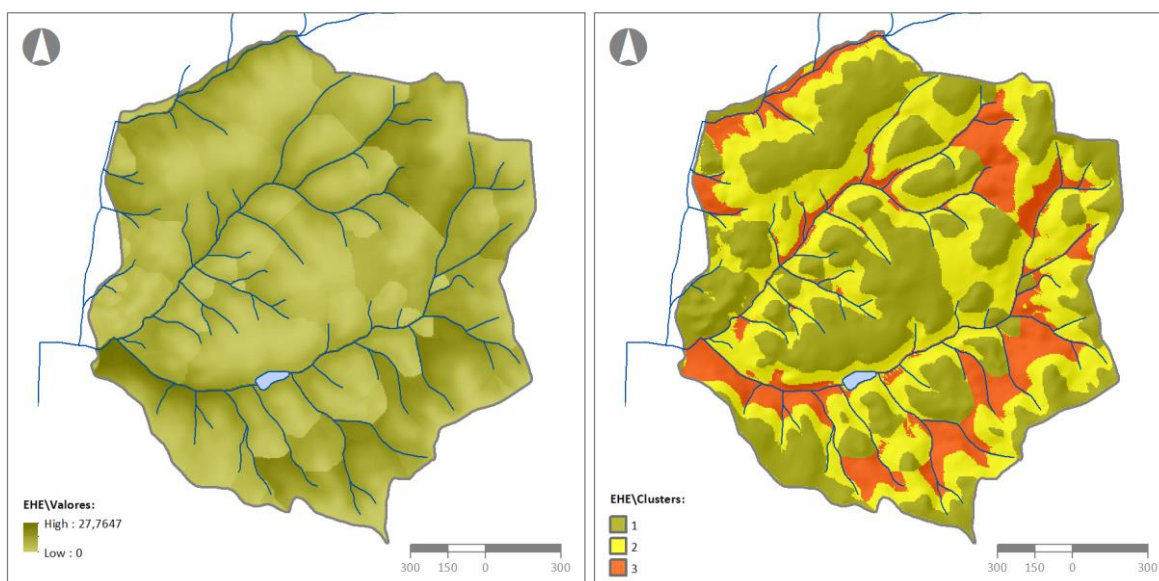 EHE\Valores:
High : 27,7647
Low : 0
300 150 0 300
EHE\Clusters:
1
2
3
300 150 0 300